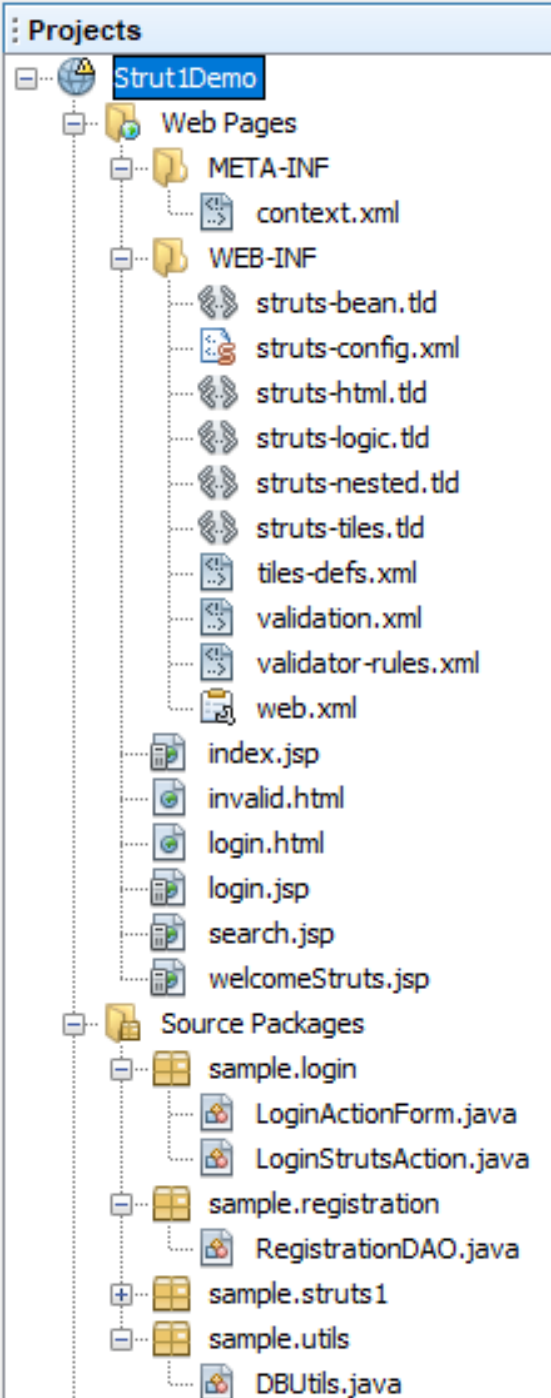 Projects
Strut1Demo
Web Pages
META-INF
context.xml
WEB-INF
struts-bean.tld
struts-config.xml
struts-html.tld
struts-logic.tld
struts-nested.tld
struts-tiles.tld
tiles-defs.xml
validation.xml
validator-rules.xml
web.xml
index.jsp
invalid.html
login.html
login.jsp
search.jsp
welcomeStruts.jsp
Source Packages
sample.login
LoginActionForm.java
LoginStrutsAction.java
sample.registration
RegistrationDAO.java
sample.struts1
sample.utils
DBUtils.java